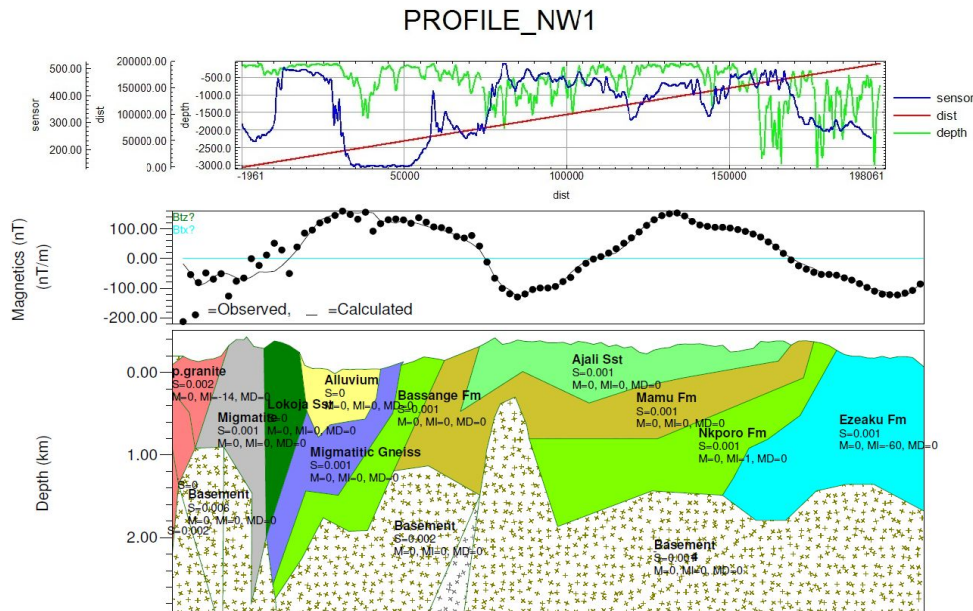 PROFILE_NW1
sensor
500.00
400.00
300.00
200.00
dist
200000.00
150000.00
100000.00
50000.00
0.00
depth
-500.0
-1000.0
-1500.0
-2000.0
-2500.0
-3000.0
-1961
50000
100000
150000
198061
dist
sensor
dist
depth
Magnetics (nT)
(nT/m)
100.00
0.00
-100.00
-200.00
Btz?
Btx?
=Observed, _ =Calculated
Depth (km)
0.00
1.00
2.00
p.granite
S=0.002
M=0, MI=-14, MD=0
Migmatite
S=0.001
M=0, MI=0, MD=0
Lokoja Sst
S=0
M=0, MI=0, MD=0
Alluvium
S=0
M=0, MI=0, MD=0
Migmatitic Gneiss
S=0.001
M=0, MI=0, MD=0
Bassange Fm
S=0.001
M=0, MI=0, MD=0
Ajali Sst
S=0.001
M=0, MI=0, MD=0
Mamu Fm
S=0.001
M=0, MI=0, MD=0
Nkporo Fm
S=0.001
M=0, MI=1, MD=0
Ezeaku Fm
S=0.001
M=0, MI=-60, MD=0
S=0
Basement
S=0.006
M=0, MI=0, MD=0
S=0.002
Basement
S=0.002
M=0, MI=0, MD=0
Basement
M=0, MI=0, MD=0